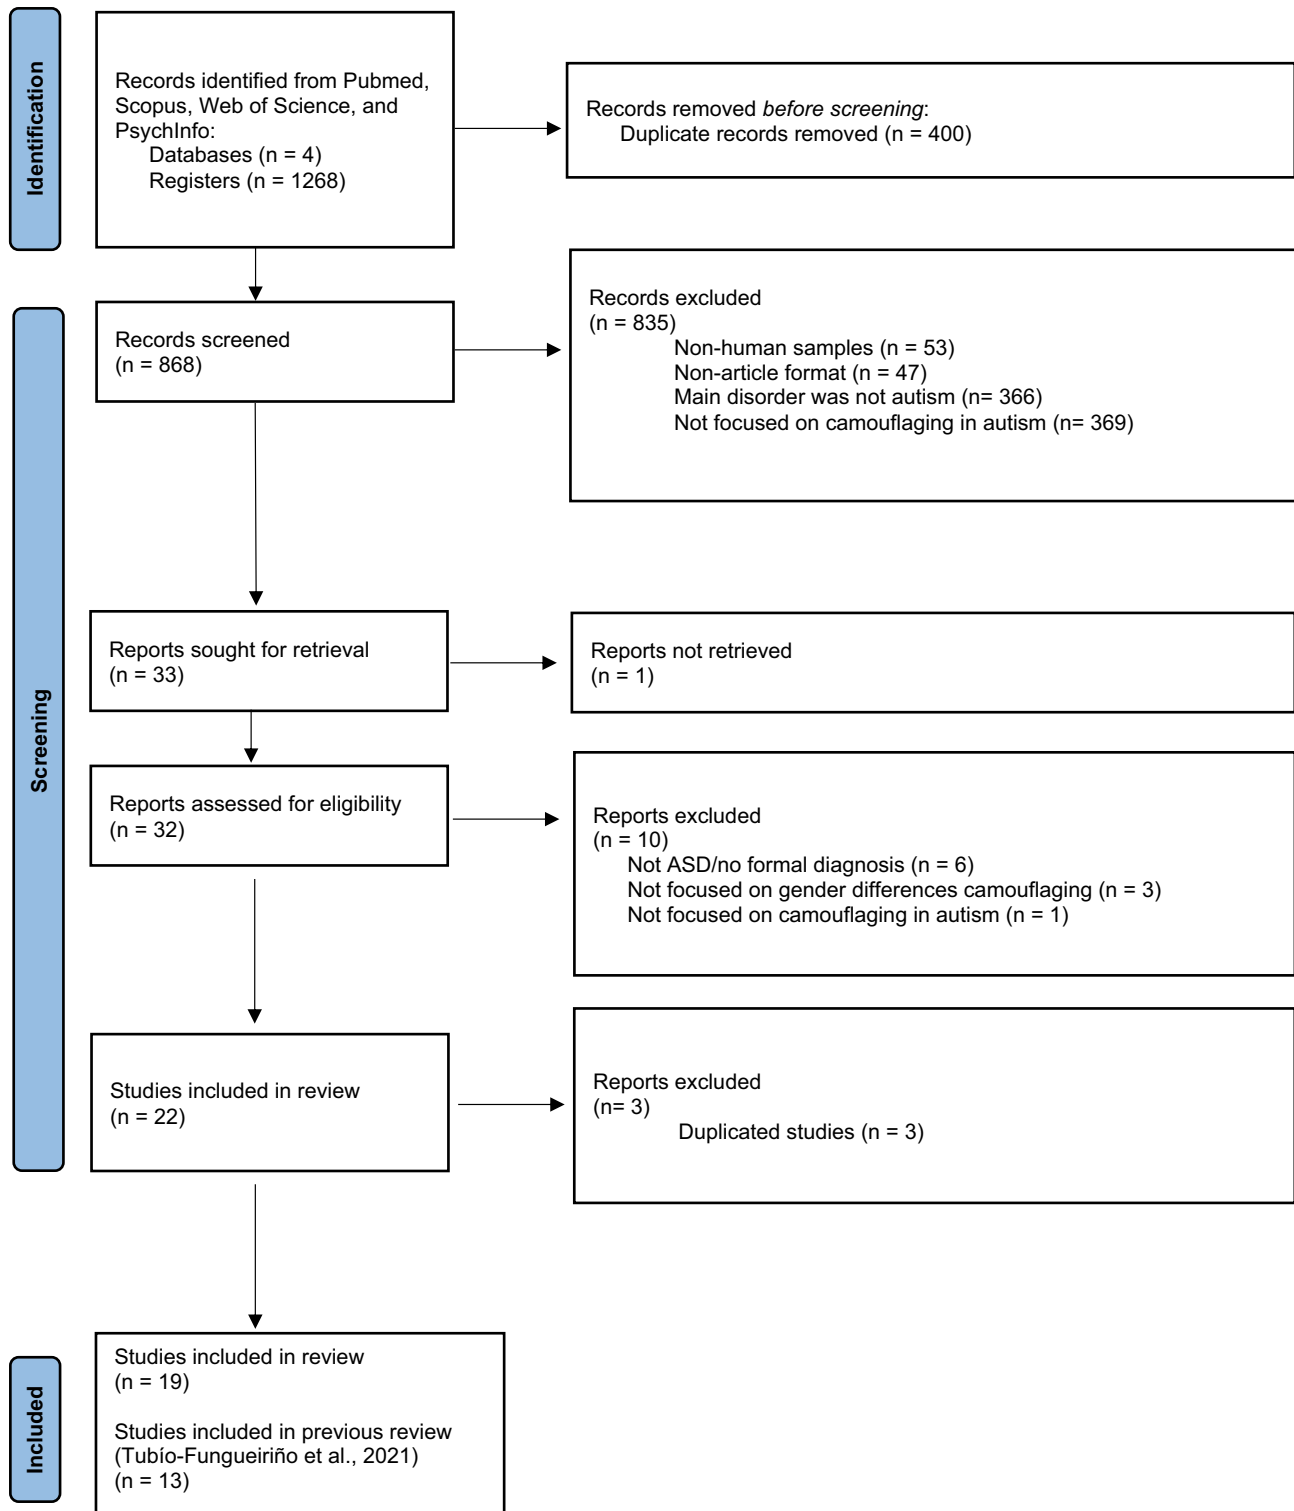 Identification
Records identified from Pubmed,
Scopus, Web of Science, and
PsychInfo:
Databases (n = 4)
Registers (n = 1268)
Records removed before screening:
Duplicate records removed (n = 400)
Screening
Records screened
(n = 868)
Records excluded
(n = 835)
Non-human samples (n = 53)
Non-article format (n = 47)
Main disorder was not autism (n= 366)
Not focused on camouflaging in autism (n= 369)
Reports sought for retrieval
(n = 33)
Reports not retrieved
(n = 1)
Reports assessed for eligibility
(n = 32)
Reports excluded
(n = 10)
Not ASD/no formal diagnosis (n = 6)
Not focused on gender differences camouflaging (n = 3)
Not focused on camouflaging in autism (n = 1)
Studies included in review
(n = 22)
Reports excluded
(n= 3)
Duplicated studies (n = 3)
Included
Studies included in review
(n = 19)
Studies included in previous review
(Tubío-Fungueiriño et al., 2021)
(n = 13)